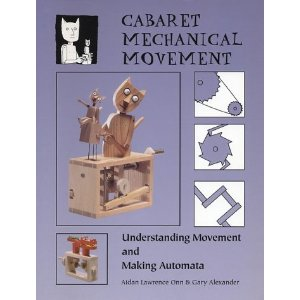 CABARET
MECHANICAL
MOVEMENT
Understanding Movement
and
Making Automata
Aidan Lawrence Onn & Gary Alexander